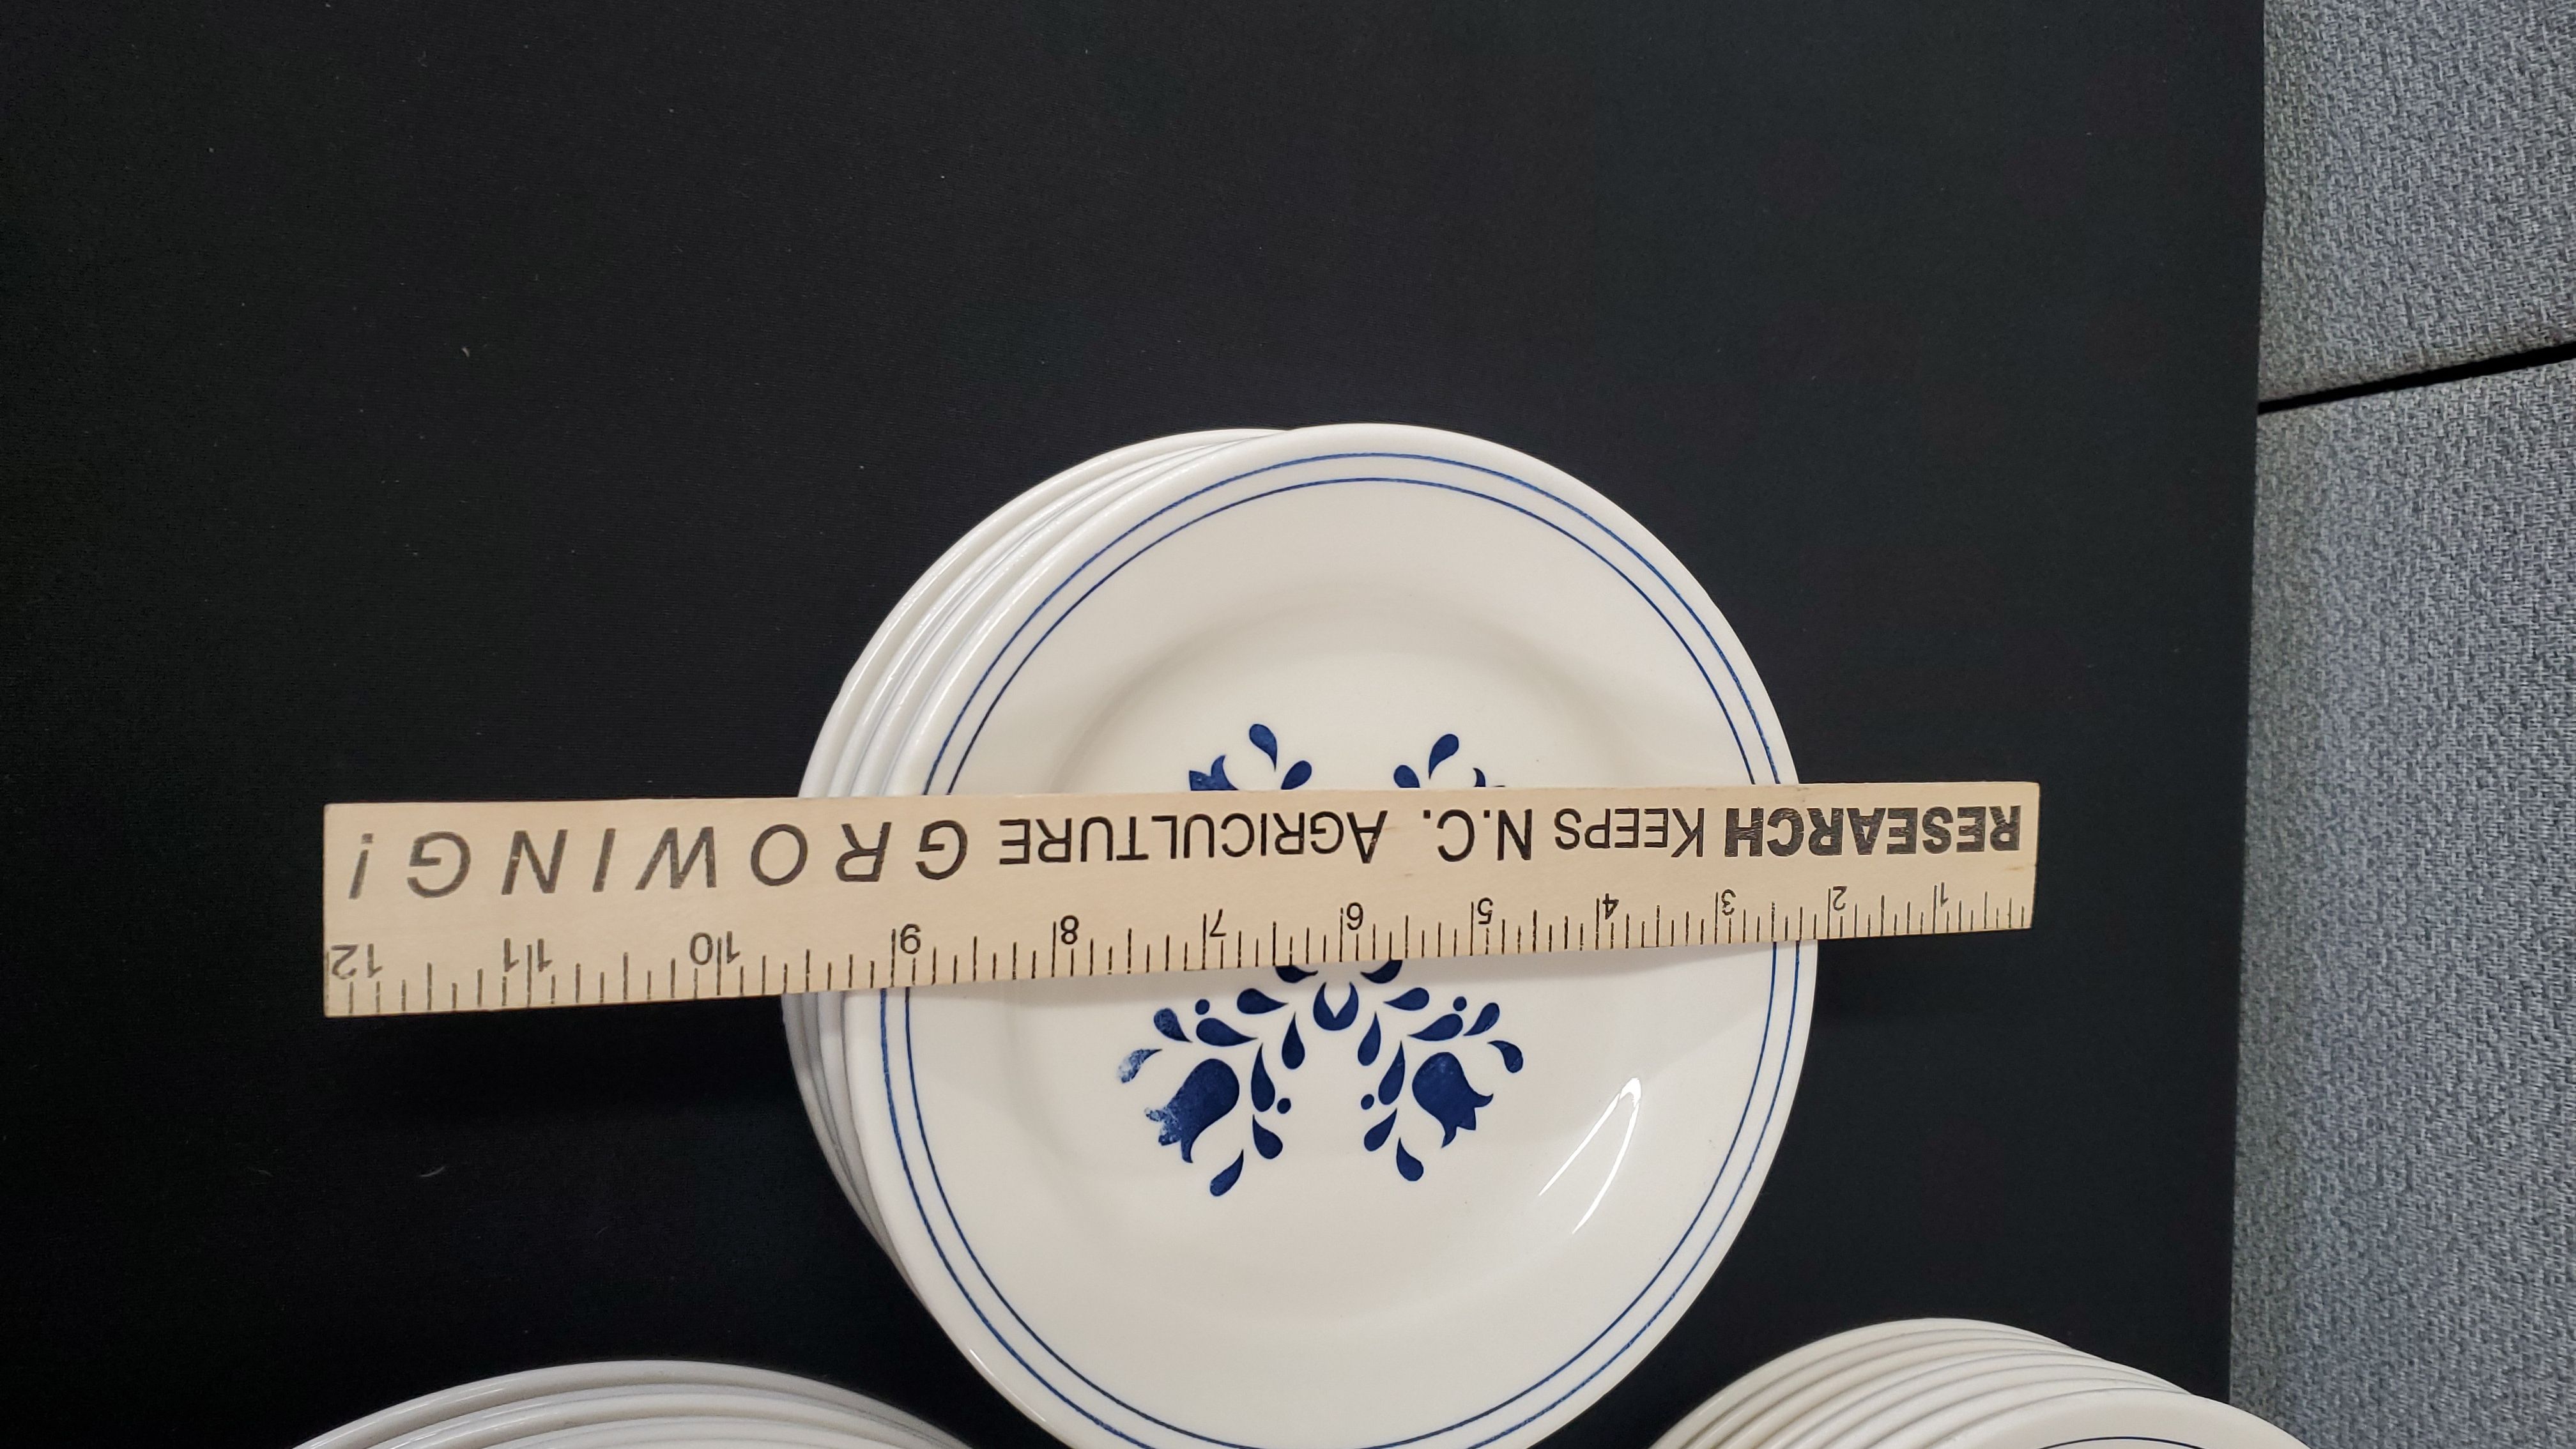 RESEARCH KEEPS N.C. AGRICULTURE GROWING!
1 2 3 4 5 6 7 8 9 10 11 12